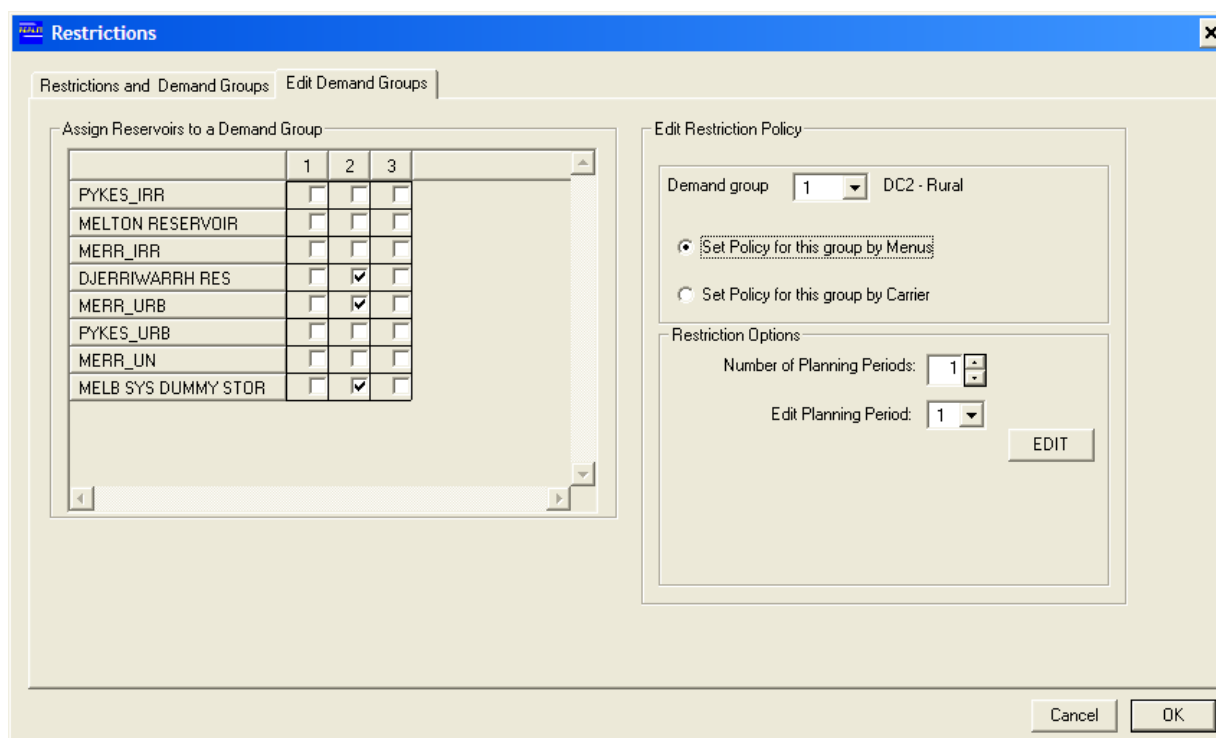 Restrictions
Restrictions and Demand Groups
Edit Demand Groups
Assign Reservoirs to a Demand Group
1 2 3
PYKES_IRR
MELTON RESERVOIR
MERR_IRR
DJERRIWARRH RES
MERR_URB
PYKES_URB
MERR_UN
MELB SYS DUMMY STOR
Edit Restriction Policy
Demand group 1 DC2 - Rural
Set Policy for this group by Menus
Set Policy for this group by Carrier
Restriction Options
Number of Planning Periods: 1
Edit Planning Period: 1
EDIT
Cancel OK